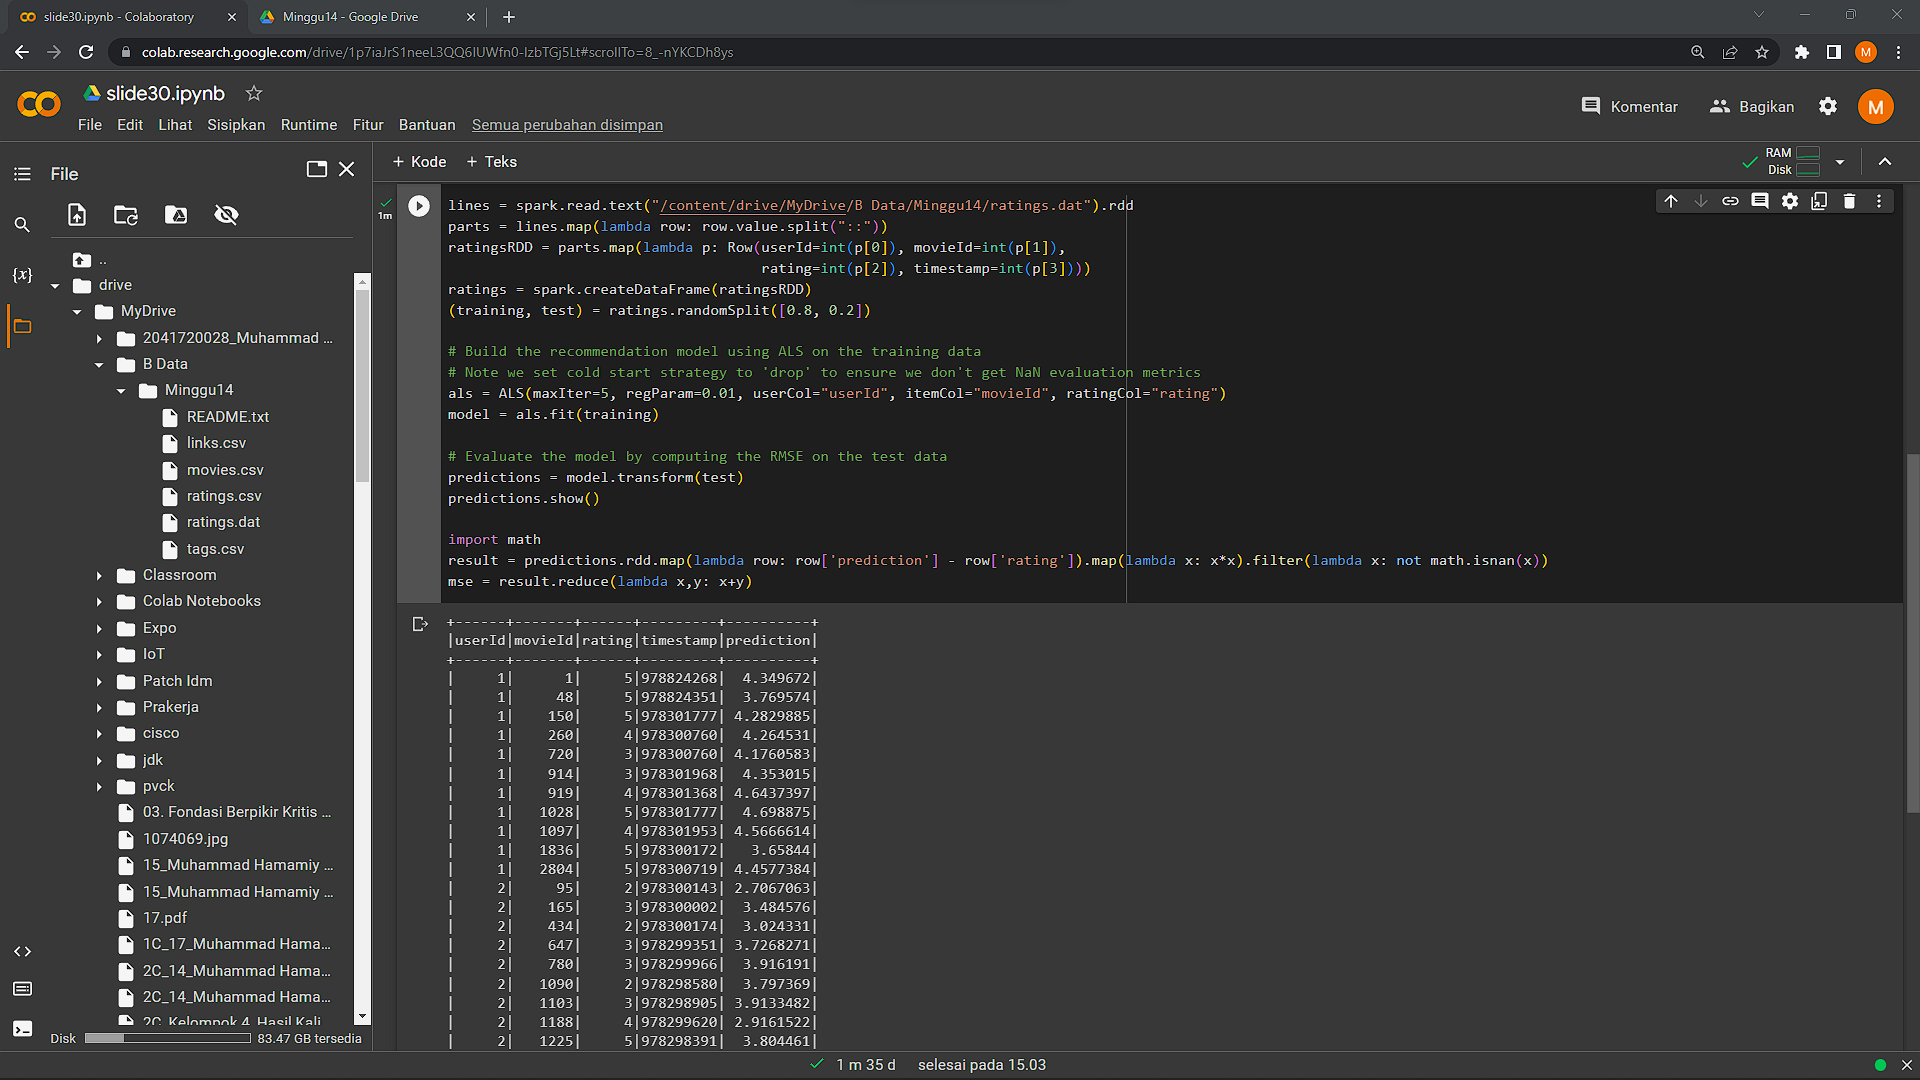 slide30.ipynb - Colaboratory
Minggu14 - Google Drive
colab.research.google.com/drive/1p7iaJrS1neeL3QQ6IUWfn0-IzbTGj5Lt#scrollTo=8_-nYKCDh8ys
M
slide30.ipynb
File Edit Lihat Sisipkan Runtime Fitur Bantuan Semua perubahan disimpan
Komentar
Bagikan
M
+ Kode + Teks
RAM
Disk
File
{x}
..
drive
MyDrive
2041720028_Muhammad ...
B Data
Minggu14
README.txt
links.csv
movies.csv
ratings.csv
ratings.dat
tags.csv
Classroom
Colab Notebooks
Expo
IoT
Patch Idm
Prakerja
cisco
jdk
pvck
03. Fondasi Berpikir Kritis ...
1074069.jpg
15_Muhammad Hamamiy ...
15_Muhammad Hamamiy ...
17.pdf
1C_17_Muhammad Hama...
2C_14_Muhammad Hama...
2C_14_Muhammad Hama...
2C_Kelompok 4_Hasil Kali
Disk 83.47 GB tersedia
1m
lines = spark.read.text("/content/drive/MyDrive/B Data/Minggu14/ratings.dat").rdd
parts = lines.map(lambda row: row.value.split("::"))
ratingsRDD = parts.map(lambda p: Row(userId=int(p[0]), movieId=int(p[1]),
rating=int(p[2]), timestamp=int(p[3])))
ratings = spark.createDataFrame(ratingsRDD)
(training, test) = ratings.randomSplit([0.8, 0.2])
# Build the recommendation model using ALS on the training data
# Note we set cold start strategy to 'drop' to ensure we don't get NaN evaluation metrics
als = ALS(maxIter=5, regParam=0.01, userCol="userId", itemCol="movieId", ratingCol="rating")
model = als.fit(training)
# Evaluate the model by computing the RMSE on the test data
predictions = model.transform(test)
predictions.show()
import math
result = predictions.rdd.map(lambda row: row['prediction'] - row['rating']).map(lambda x: x*x).filter(lambda x: not math.isnan(x))
mse = result.reduce(lambda x,y: x+y)
+------+-------+------+---------+----------+
|userId|movieId|rating|timestamp|prediction|
+------+-------+------+---------+----------+
|     1|      1|     5|978824268|  4.349672|
|     1|     48|     5|978824351|  3.769574|
|     1|    150|     5|978301777| 4.2829885|
|     1|    260|     4|978300760|  4.264531|
|     1|    720|     3|978300760| 4.1760583|
|     1|    914|     3|978301968|  4.353015|
|     1|    919|     4|978301368| 4.6437397|
|     1|   1028|     5|978301777|  4.698875|
|     1|   1097|     4|978301953| 4.5666614|
|     1|   1836|     5|978300172|   3.65844|
|     1|   2804|     5|978300719| 4.4577384|
|     2|     95|     2|978300143| 2.7067063|
|     2|    165|     3|978300002|  3.484576|
|     2|    434|     2|978300174|  3.024331|
|     2|    647|     3|978299351| 3.7268271|
|     2|    780|     3|978299966|  3.916191|
|     2|   1090|     2|978298580|  3.797369|
|     2|   1103|     3|978298905| 3.9133482|
|     2|   1188|     4|978299620| 2.9161522|
|     2|   1225|     5|978298391|  3.804461|
1 m 35 d selesai pada 15.03